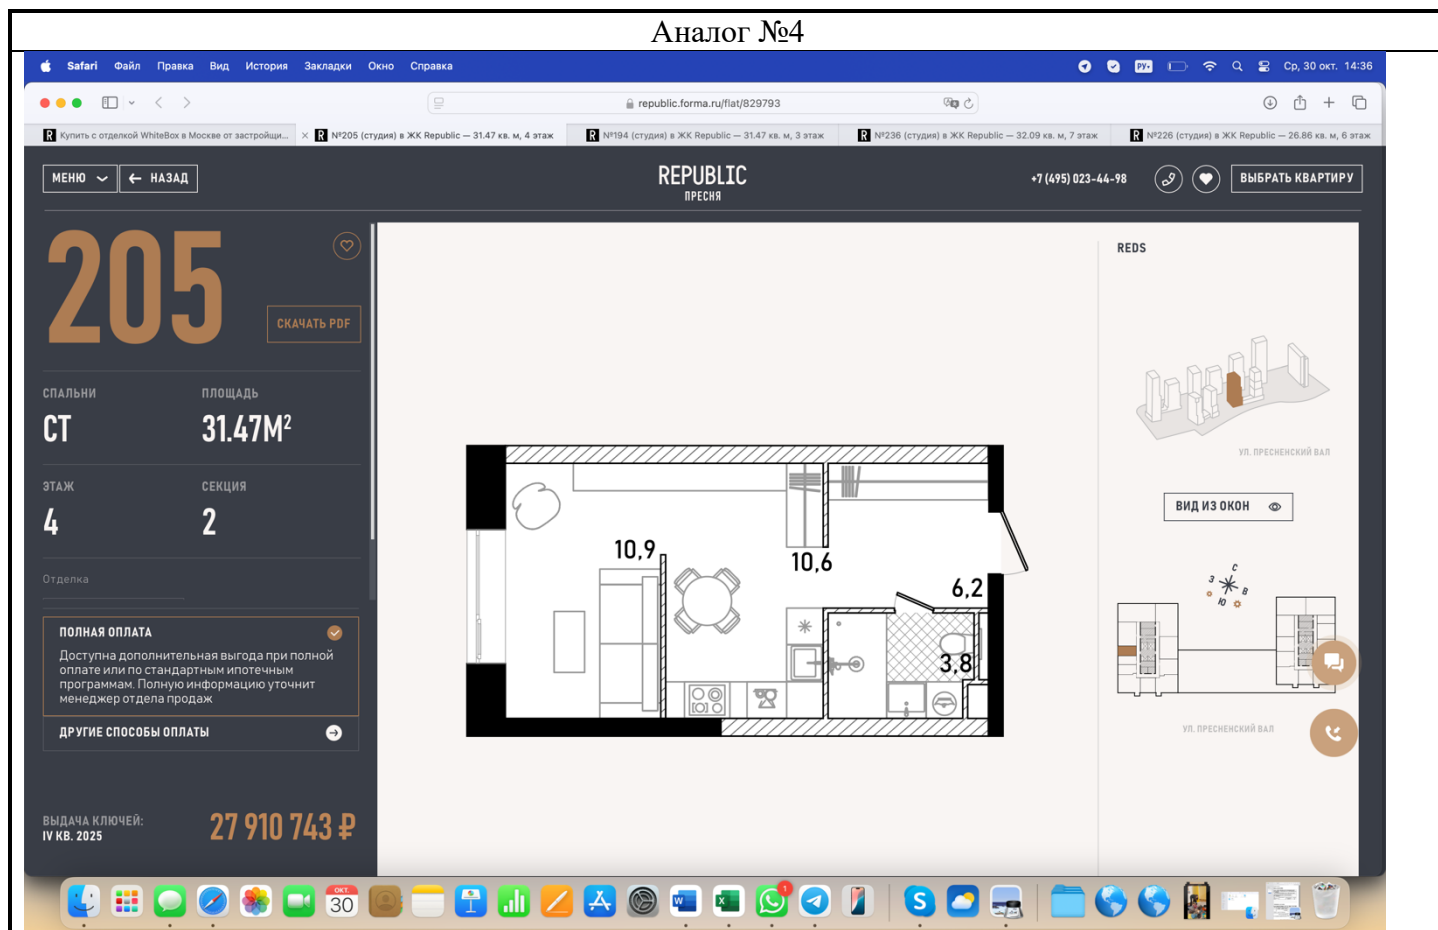 Аналог №4
Safari Файл Правка Вид История Закладки Окно Справка
РУ Ср, 30 окт. 14:36
republic.forma.ru/flat/829793
Купить с отделкой WhiteBox в Москве от застройщи...
№205 (студия) в ЖК Republic — 31.47 кв. м, 4 этаж
№194 (студия) в ЖК Republic — 31.47 кв. м, 3 этаж
№236 (студия) в ЖК Republic — 32.09 кв. м, 7 этаж
№226 (студия) в ЖК Republic — 26.86 кв. м, 6 этаж
МЕНЮ
НАЗАД
REPUBLIC
ПРЕСНЯ
+7 (495) 023-44-98
ВЫБРАТЬ КВАРТИРУ
205
СКАЧАТЬ PDF
СПАЛЬНИ ПЛОЩАДЬ
СТ 31.47М²
ЭТАЖ СЕКЦИЯ
4 2
Отделка
ПОЛНАЯ ОПЛАТА
Доступна дополнительная выгода при полной
оплате или по стандартным ипотечным
программам. Полную информацию уточнит
менеджер отдела продаж
ДРУГИЕ СПОСОБЫ ОПЛАТЫ
ВЫДАЧА КЛЮЧЕЙ:
IV КВ. 2025
27 910 743 ₽
10,9
10,6
6,2
3,8
REDS
УЛ. ПРЕСНЕНСКИЙ ВАЛ
ВИД ИЗ ОКОН
С
З
В
Ю
УЛ. ПРЕСНЕНСКИЙ ВАЛ
ОКТ.
30
1